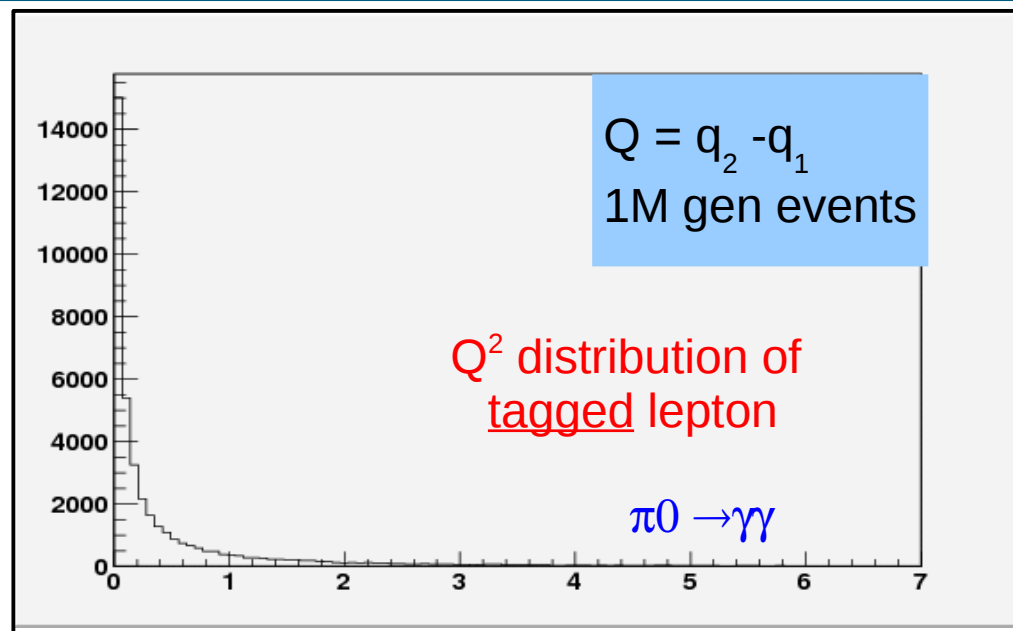 14000
12000
10000
8000
6000
4000
2000
0
0 1 2 3 4 5 6 7
Q = q₂ -q₁
1M gen events
Q² distribution of
tagged lepton
π0 →γγ